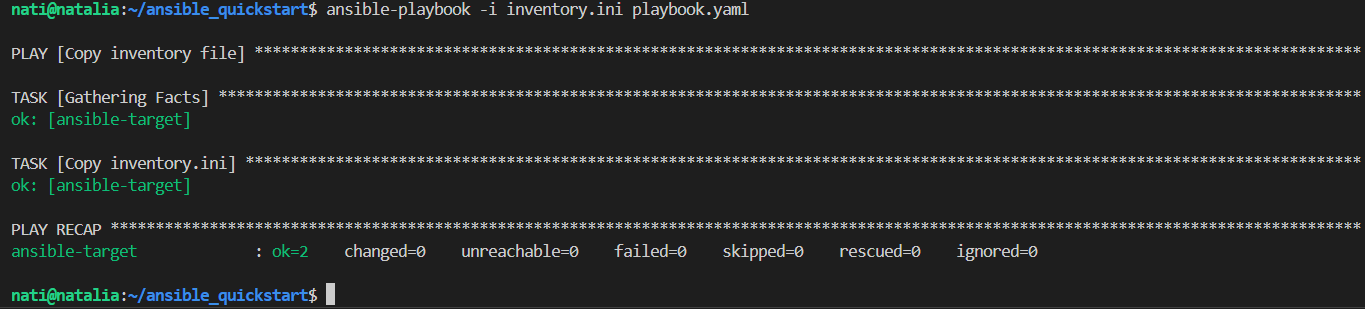 nati@natalia:~/ansible_quickstart$ ansible-playbook -i inventory.ini playbook.yaml
PLAY [Copy inventory file] ***************************************************************************************************************************
TASK [Gathering Facts] *******************************************************************************************************************************
ok: [ansible-target]
TASK [Copy inventory.ini] ****************************************************************************************************************************
ok: [ansible-target]
PLAY RECAP *******************************************************************************************************************************************
ansible-target             : ok=2    changed=0    unreachable=0    failed=0    skipped=0    rescued=0    ignored=0
nati@natalia:~/ansible_quickstart$